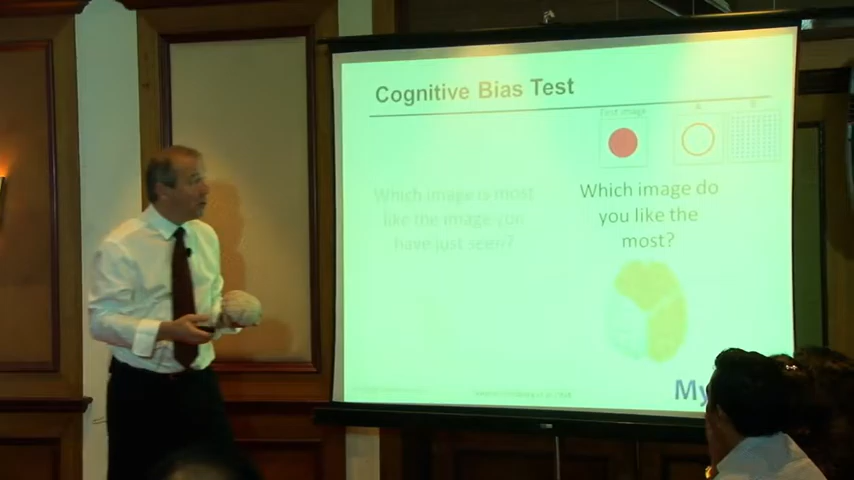 Cognitive Bias Test
Test image
A
B
Which image is most
like the image you
have just seen?
Which image do
you like the
most?
My